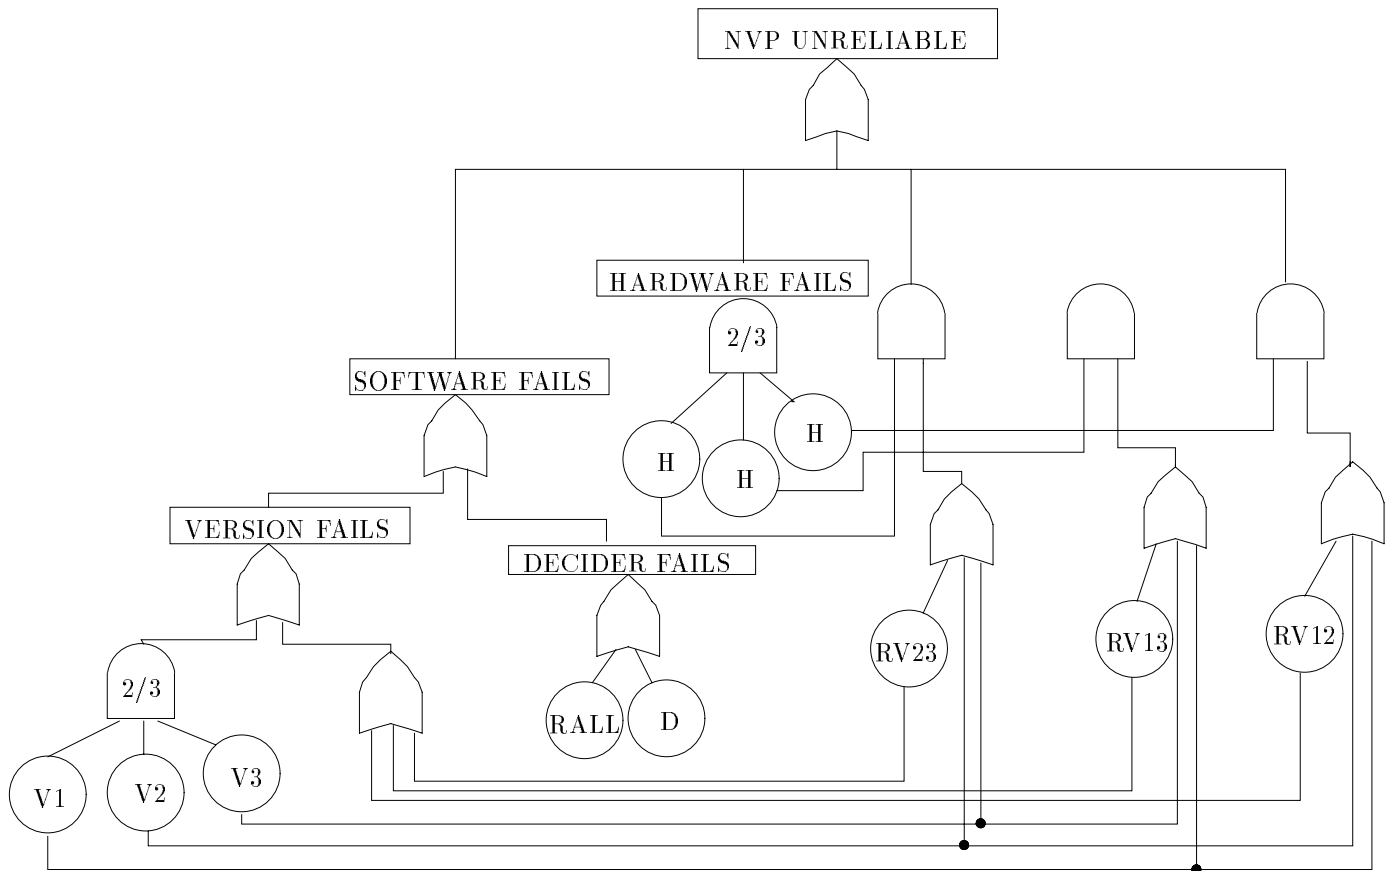 NVP UNRELIABLE
HARDWARE FAILS
2/3
SOFTWARE FAILS
H
H
H
VERSION FAILS
DECIDER FAILS
RV23
RV13
RV12
2/3
RALL
D
V1
V2
V3